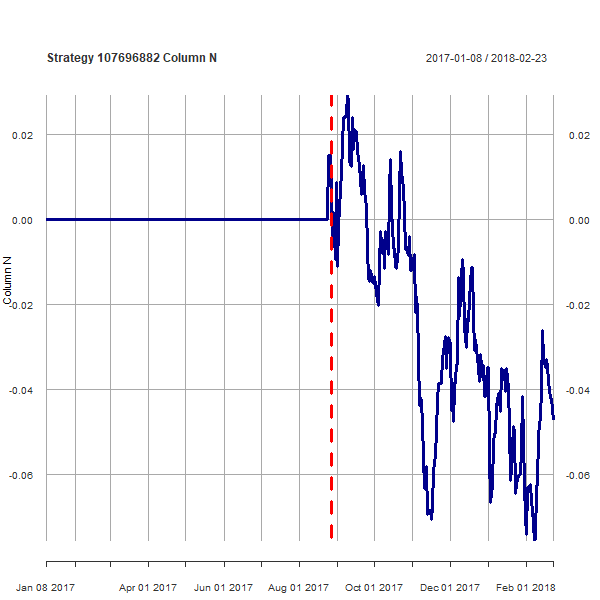 Strategy 107696882 Column N 2017-01-08 / 2018-02-23
0.02 0.02
0.00 0.00
Column N
-0.02 -0.02
-0.04 -0.04
-0.06 -0.06
Jan 08 2017 Apr 01 2017 Jun 01 2017 Aug 01 2017 Oct 01 2017 Dec 01 2017 Feb 01 2018